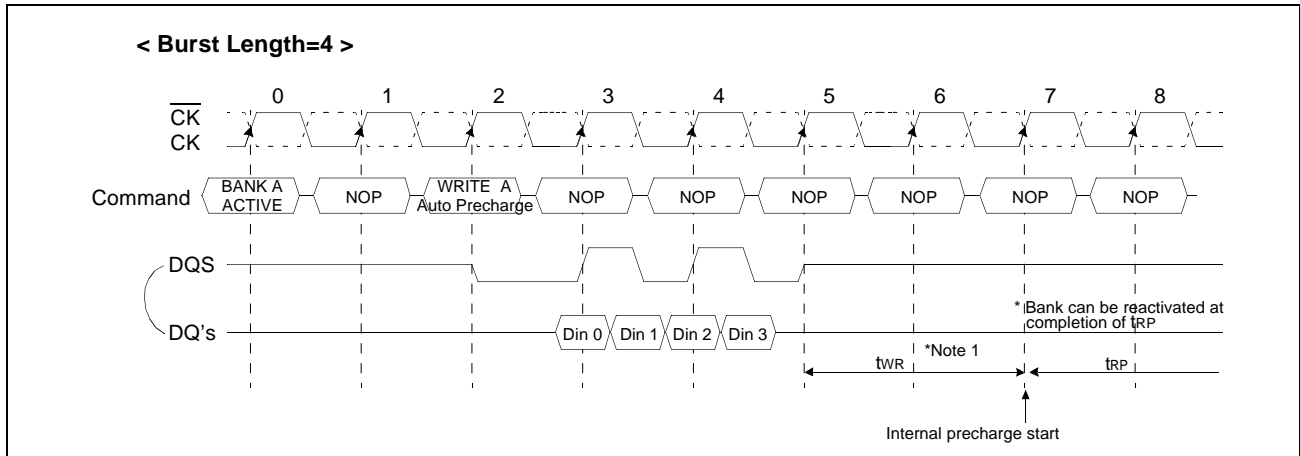 < Burst Length=4 >
0 1 2 3 4 5 6 7 8
CK
CK
Command BANK A ACTIVE NOP WRITE A Auto Precharge NOP NOP NOP NOP NOP NOP
DQS
* Bank can be reactivated at
completion of tRP
DQ's Din 0 Din 1 Din 2 Din 3
*Note 1
tWR tRP
Internal precharge start